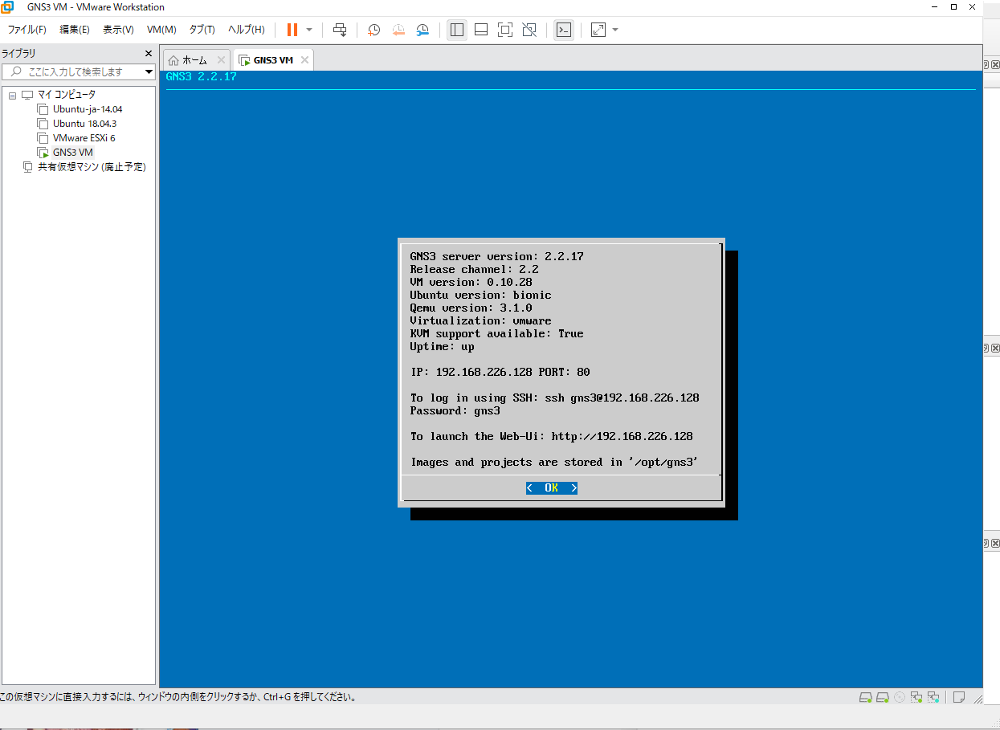 GNS3 VM - VMware Workstation
ファイル(F) 編集(E) 表示(V) VM(M) タブ(T) ヘルプ(H)
ライブラリ
ホーム
GNS3 VM
ここに入力して検索します
GNS3 2.2.17
マイ コンピュータ
Ubuntu-ja-14.04
Ubuntu 18.04.3
VMware ESXi 6
GNS3 VM
共有仮想マシン (廃止予定)
GNS3 server version: 2.2.17
Release channel: 2.2
VM version: 0.10.28
Ubuntu version: bionic
Qemu version: 3.1.0
Virtualization: vmware
KVM support available: True
Uptime: up
IP: 192.168.226.128 PORT: 80
To log in using SSH: ssh gns3@192.168.226.128
Password: gns3
To launch the Web-Ui: http://192.168.226.128
Images and projects are stored in '/opt/gns3'
< OK >
この仮想マシンに直接入力するには、ウィンドウの内側をクリックするか、Ctrl+G を押してください。